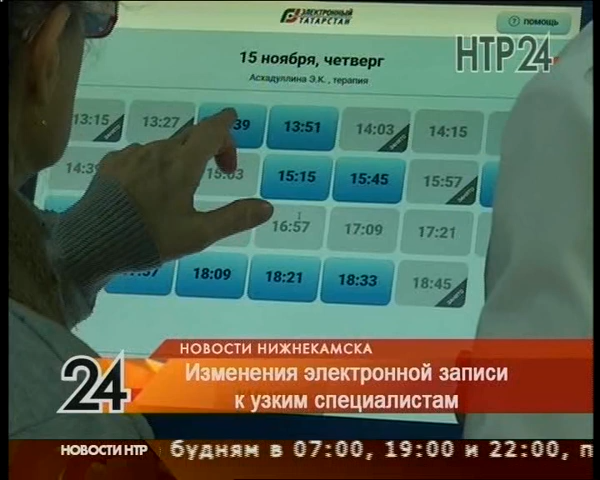 ЭЛЕКТРОННЫЙ
ТАТАРСТАН
? ПОМОЩЬ
15 ноября, четверг
Асхадуллина Э.К., терапия
НТР24
13:15 13:27 13:51 14:03 14:15
15:15 15:45 15:57
16:57 17:09 17:21
18:09 18:21 18:33 18:45
НОВОСТИ НИЖНЕКАМСКА
24
Изменения электронной записи
к узким специалистам
НОВОСТИ НТР
будням в 07:00, 19:00 и 22:00, п